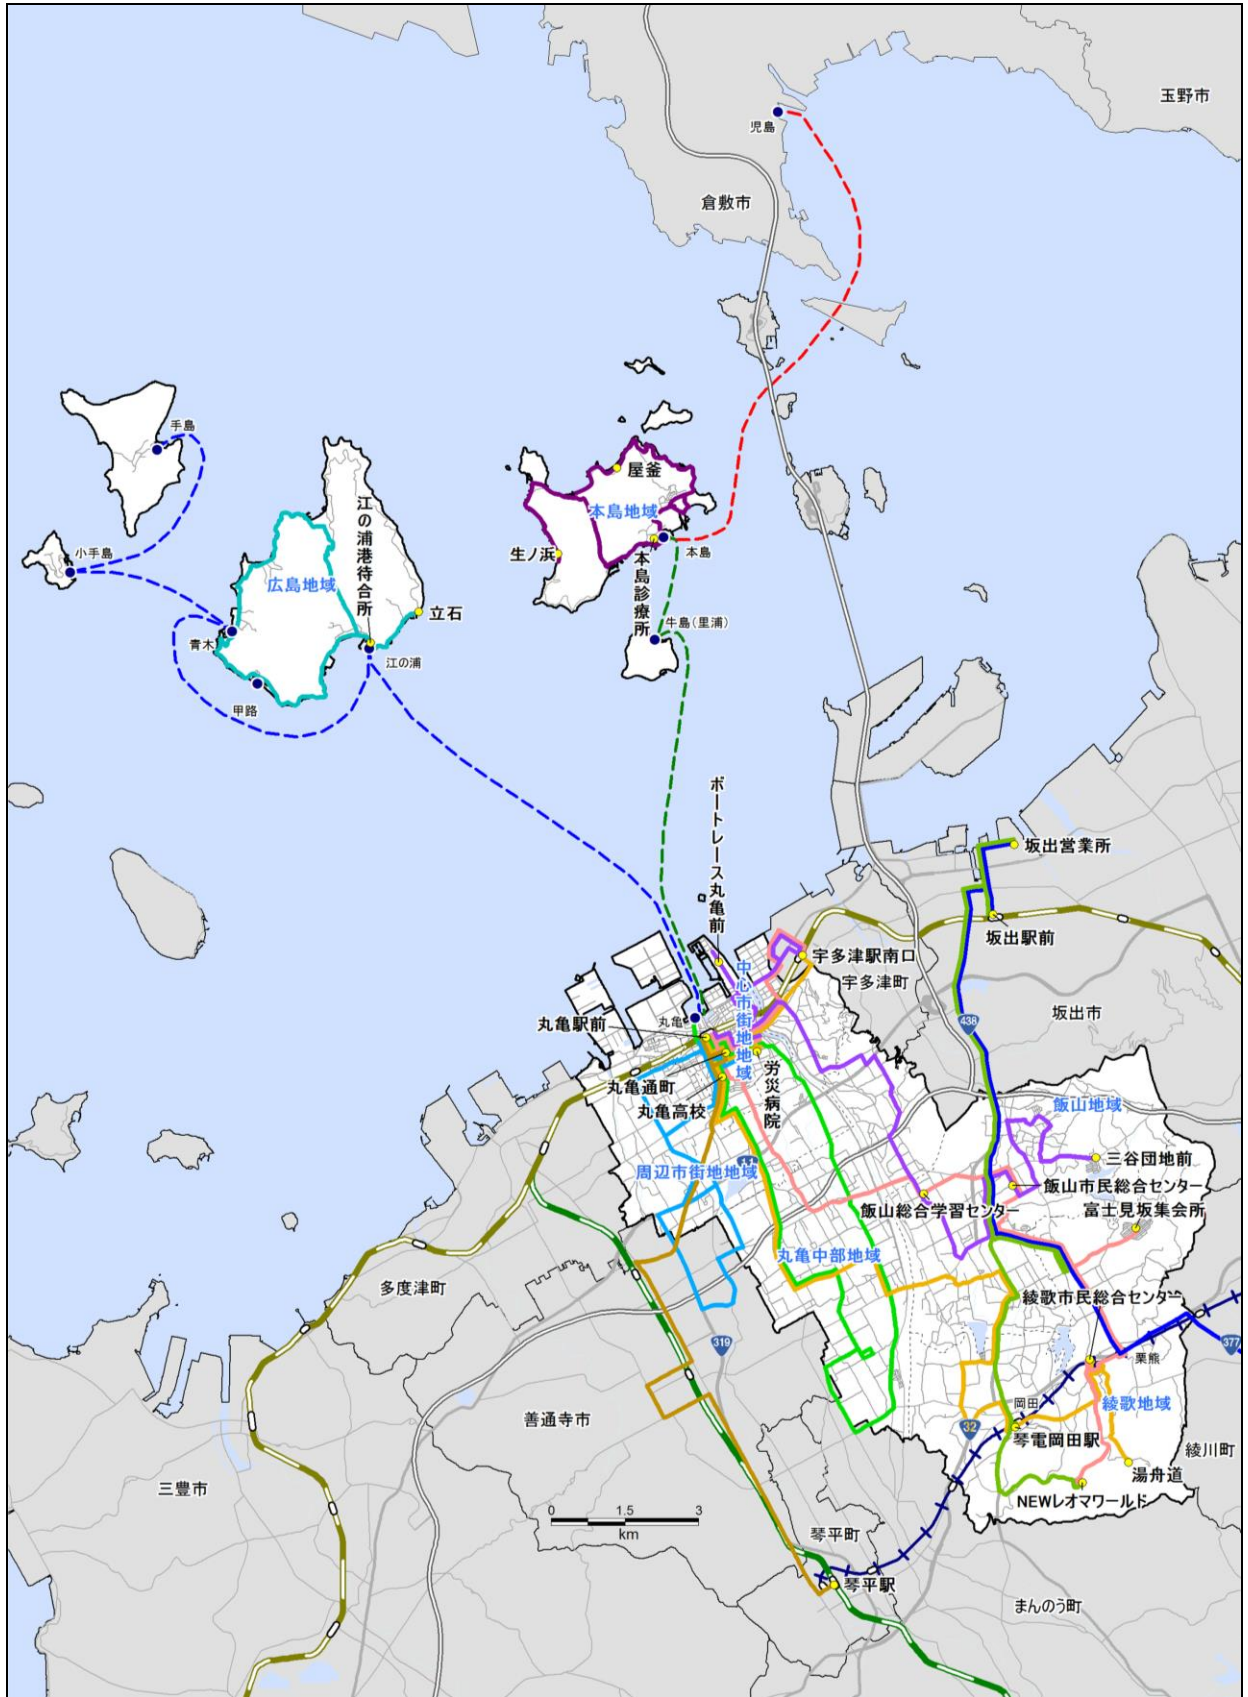 玉野市
児島
倉敷市
手島
屋釜
江の浦港待合所
本島地域
小手島
生ノ浜
本島
広島地域
本島診療所
立石
牛島(里浦)
青木
江の浦
甲路
ボートレース丸亀前
坂出営業所
坂出駅前
中心市街地地域
宇多津駅南口
宇多津町
坂出市
丸亀
丸亀駅前
438
丸亀通町
労災病院
丸亀高校
飯山地域
三谷団地前
11
周辺市街地地域
飯山市民総合センター
飯山総合学習センター
富士見坂集会所
丸亀中部地域
多度津町
綾歌市民総合センター
319
377
栗熊
岡田
綾歌地域
善通寺市
32
琴電岡田駅
綾川町
湯舟道
三豊市
NEWレオマワールド
0 1.5 3
km
琴平町
琴平駅
まんのう町